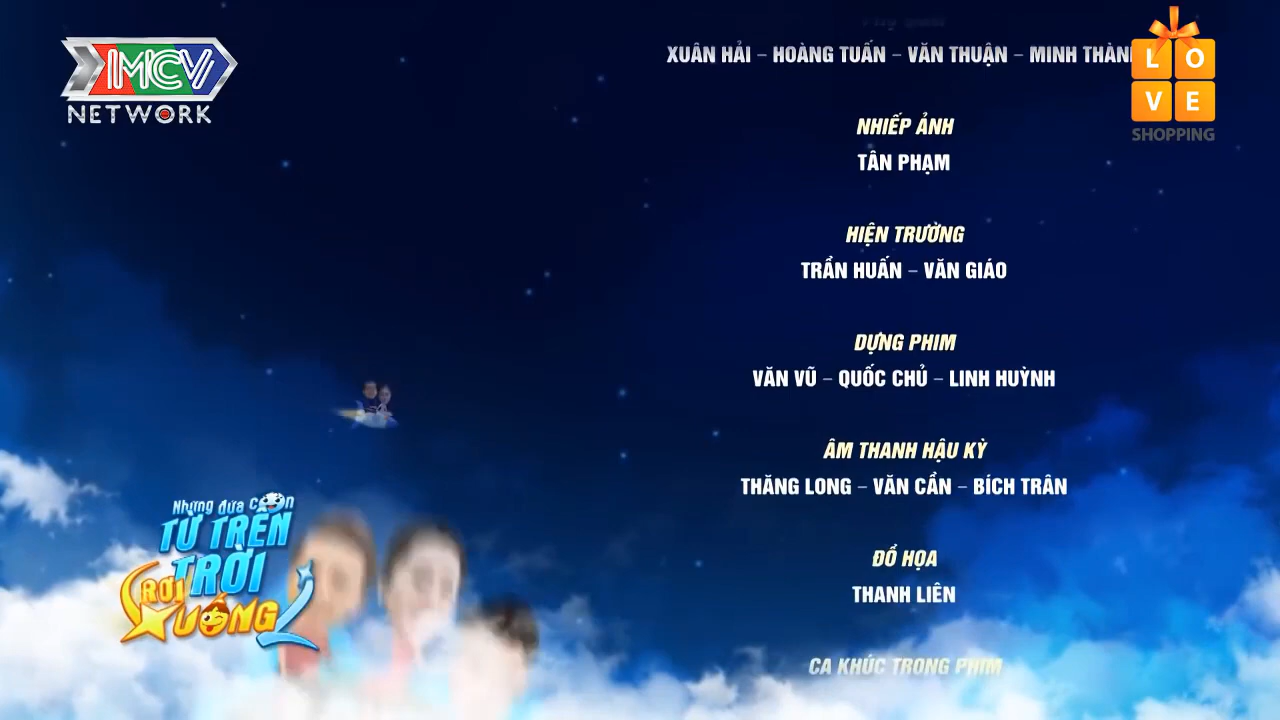 MCV
NETWORK
XUÂN HẢI – HOÀNG TUẤN – VĂN THUẬN – MINH THÀNH
LOVE
SHOPPING
NHIẾP ẢNH
TÂN PHẠM
HIỆN TRƯỜNG
TRẦN HUẤN – VĂN GIÁO
DỰNG PHIM
VĂN VŨ – QUỐC CHỦ – LINH HUỲNH
ÂM THANH HẬU KỲ
THĂNG LONG – VĂN CẦN – BÍCH TRÂN
ĐỒ HỌA
THANH LIÊN
CA KHÚC TRONG PHIM
Những đứa con
TỪ TRÊN
TRỜI
RƠI
XUỐNG 2